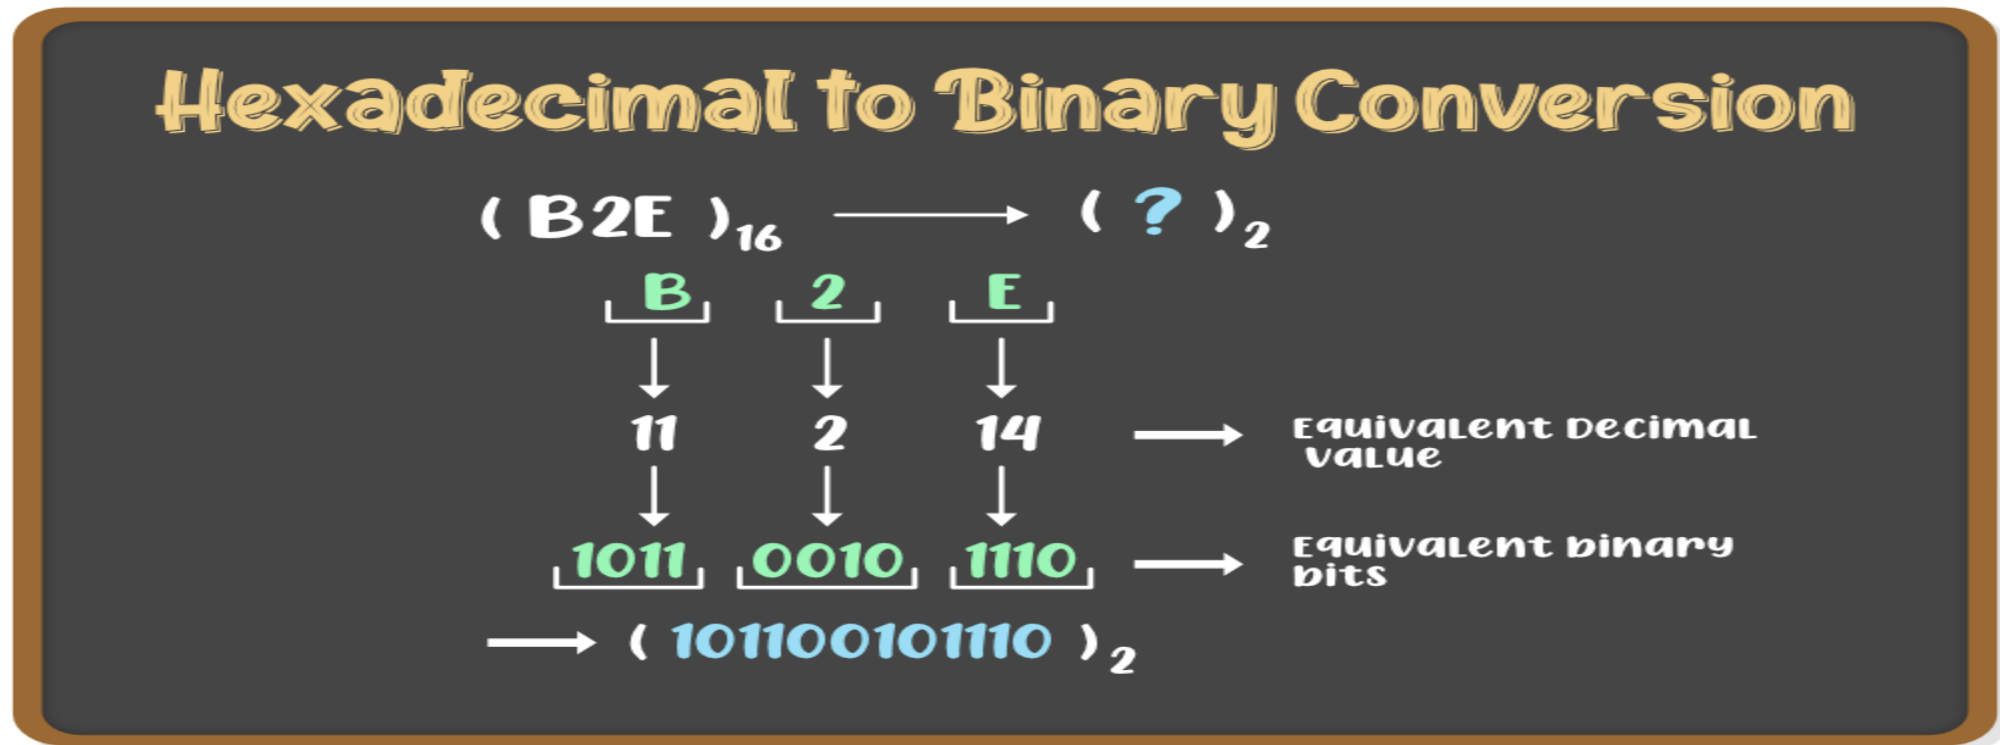 Hexadecimal to Binary Conversion
( B2E )16 ⟶ ( ? )2
B 2 E
↓ ↓ ↓
11 2 14 → Equivalent Decimal
value
↓ ↓ ↓
1011 0010 1110 → Equivalent binary
bits
→ ( 101100101110 )2